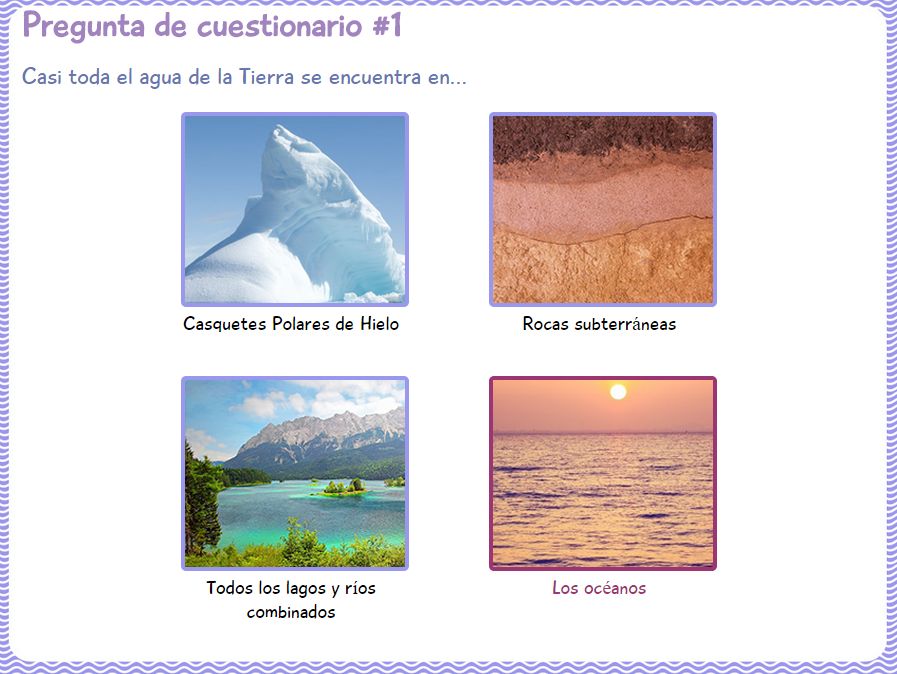 Pregunta de cuestionario #1
Casi toda el agua de la Tierra se encuentra en...
Casquetes Polares de Hielo
Rocas subterráneas
Todos los lagos y ríos
combinados
Los océanos